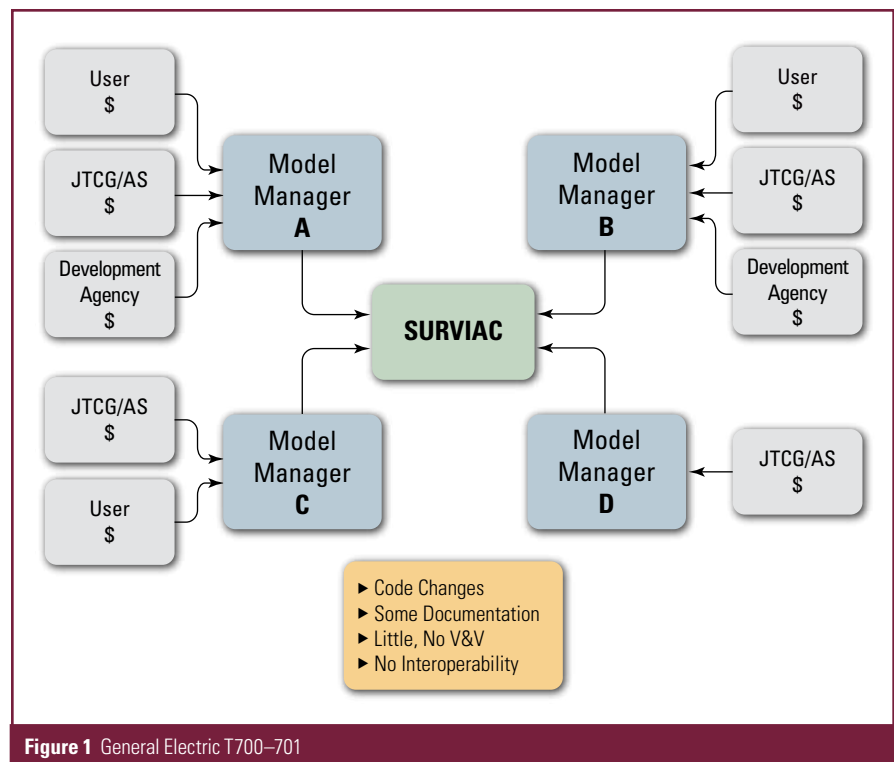 User
$
JTCG/AS
$
Development
Agency
$
Model
Manager
A
User
$
JTCG/AS
$
Development
Agency
$
Model
Manager
B
SURVIAC
JTCG/AS
$
User
$
Model
Manager
C
Model
Manager
D
JTCG/AS
$
▶ Code Changes
▶ Some Documentation
▶ Little, No V&V
▶ No Interoperability
Figure 1 General Electric T700–701